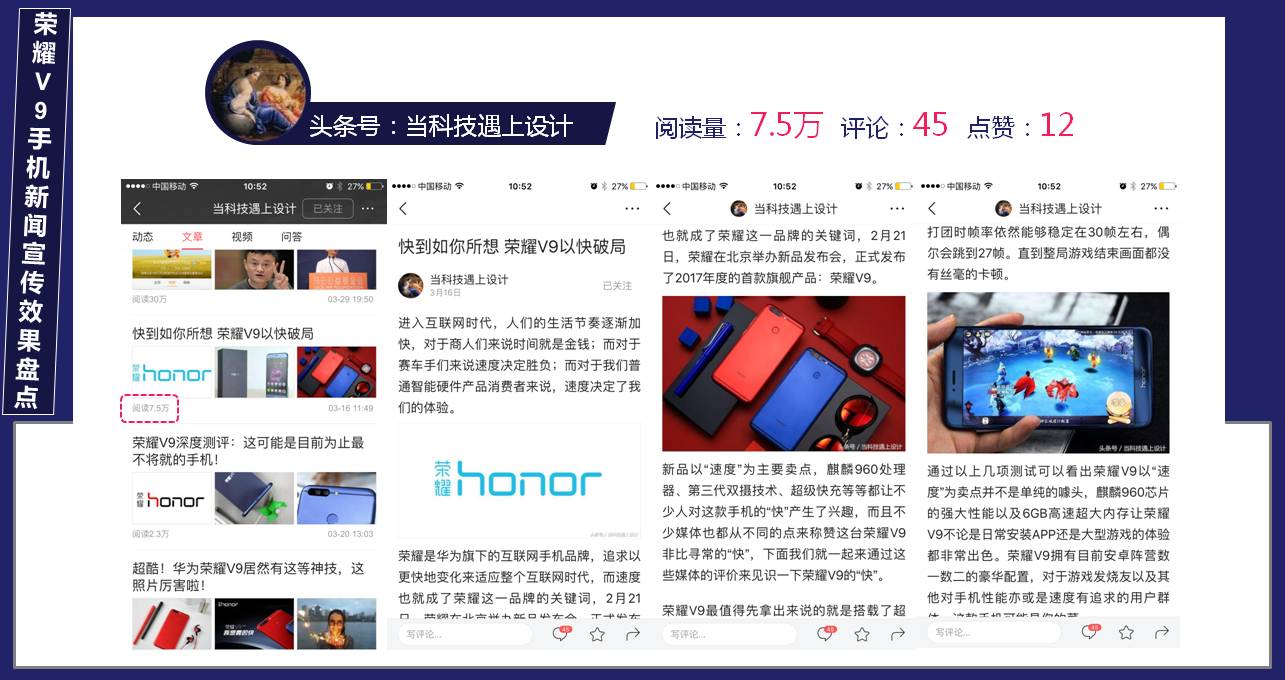 荣耀V9手机新闻宣传效果盘点
头条号：当科技遇上设计
阅读量：7.5万 评论：45 点赞：12
中国移动 10:52 27%
当科技遇上设计 已关注
动态 文章 视频 问答
阅读30万 03-29 19:50
快到如你所想 荣耀V9以快破局
荣耀 honor
阅读7.5万 03-16 11:49
荣耀V9深度测评：这可能是目前为止最
不将就的手机！
荣耀 honor
阅读2.3万 03-20 13:03
超酷！华为荣耀V9居然有这等神技，这
照片厉害啦！
honor
中国移动 10:52 27%
快到如你所想 荣耀V9以快破局
当科技遇上设计
3月16日
已关注
进入互联网时代，人们的生活节奏逐渐加
快，对于商人们来说时间就是金钱；而对于
赛车手们来说速度决定胜负；而对于我们普
通智能硬件产品消费者来说，速度决定了我
们的体验。
荣耀 honor
头条号 / 当科技遇上设计
荣耀是华为旗下的互联网手机品牌，追求以
更快地变化来适应整个互联网时代，而速度
也就成了荣耀这一品牌的关键词，2月21
日，荣耀在北京举办新品发布会，正式发布
写评论... 45
中国移动 10:52 27%
当科技遇上设计
也就成了荣耀这一品牌的关键词，2月21
日，荣耀在北京举办新品发布会，正式发布
了2017年度的首款旗舰产品：荣耀V9。
头条号 / 当科技遇上设计
新品以“速度”为主要卖点，麒麟960处理
器、第三代双摄技术、超级快充等等都让不
少人对这款手机的“快”产生了兴趣，而且不
少媒体也都从不同的点来称赞这台荣耀V9
非比寻常的“快”，下面我们就一起来通过这
些媒体的评价来见识一下荣耀V9的“快”。
荣耀V9最值得先拿出来说的就是搭载了超
写评论... 45
中国移动 10:52 27%
当科技遇上设计
打团时帧率依然能够稳定在30帧左右，偶
尔会跳到27帧。直到整局游戏结束画面都没
有丝毫的卡顿。
头条号 / 当科技遇上设计
通过以上几项测试可以看出荣耀V9以“速
度”为卖点并不是单纯的噱头，麒麟960芯片
的强大性能以及6GB高速超大内存让荣耀
V9不论是日常安装APP还是大型游戏的体验
都非常出色。荣耀V9拥有目前安卓阵营数
一数二的豪华配置，对于游戏发烧友以及其
他对手机性能亦或是速度有追求的用户群
体，这款手机可能是你的菜
写评论... 45